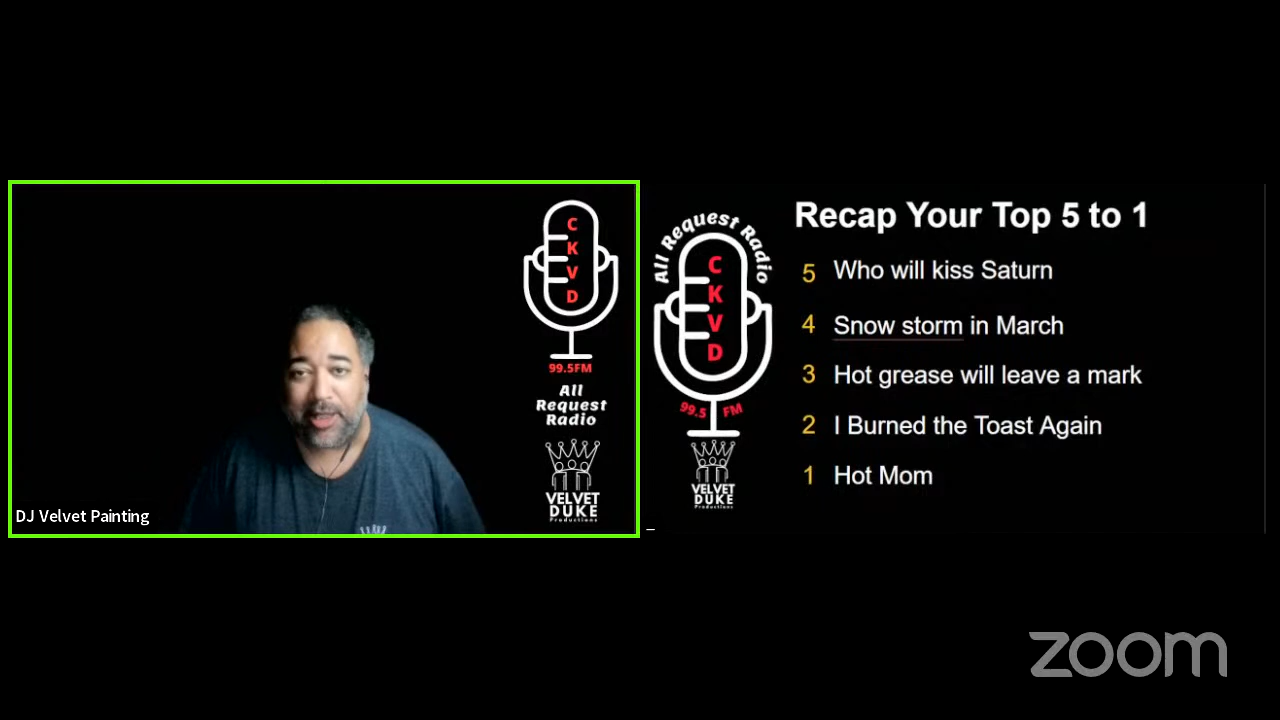 C
K
V
D
99.5FM
All
Request
Radio
VELVET
DUKE
Productions
DJ Velvet Painting
All Request Radio
C
K
V
D
99.5 FM
VELVET
DUKE
Productions
Recap Your Top 5 to 1
5 Who will kiss Saturn
4 Snow storm in March
3 Hot grease will leave a mark
2 I Burned the Toast Again
1 Hot Mom
zoom